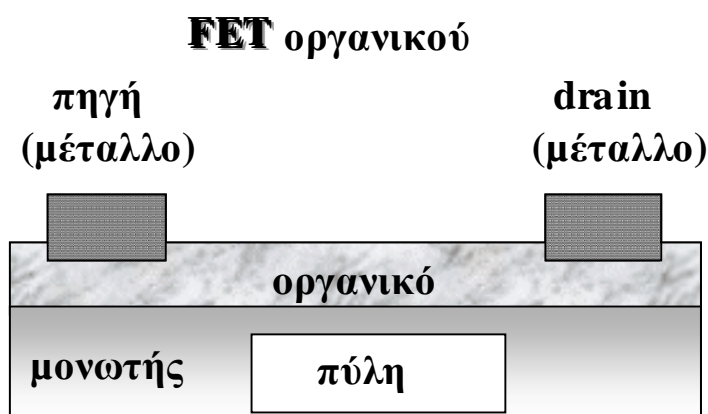 FET οργανικού
πηγή
(μέταλλο)
drain
(μέταλλο)
οργανικό
μονωτής
πύλη